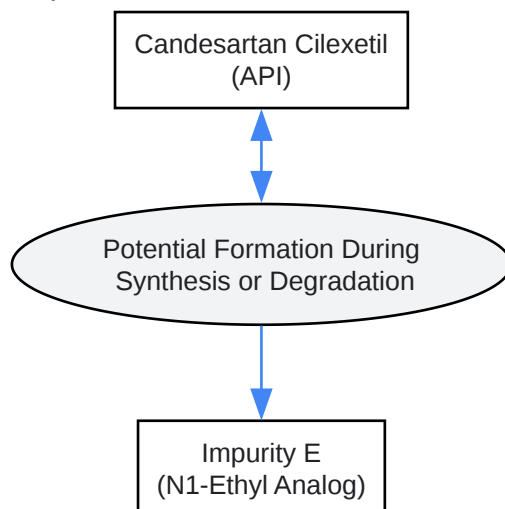 Candesartan Cilexetil
(API)
Potential Formation During
Synthesis or Degradation
Impurity E
(N1-Ethyl Analog)